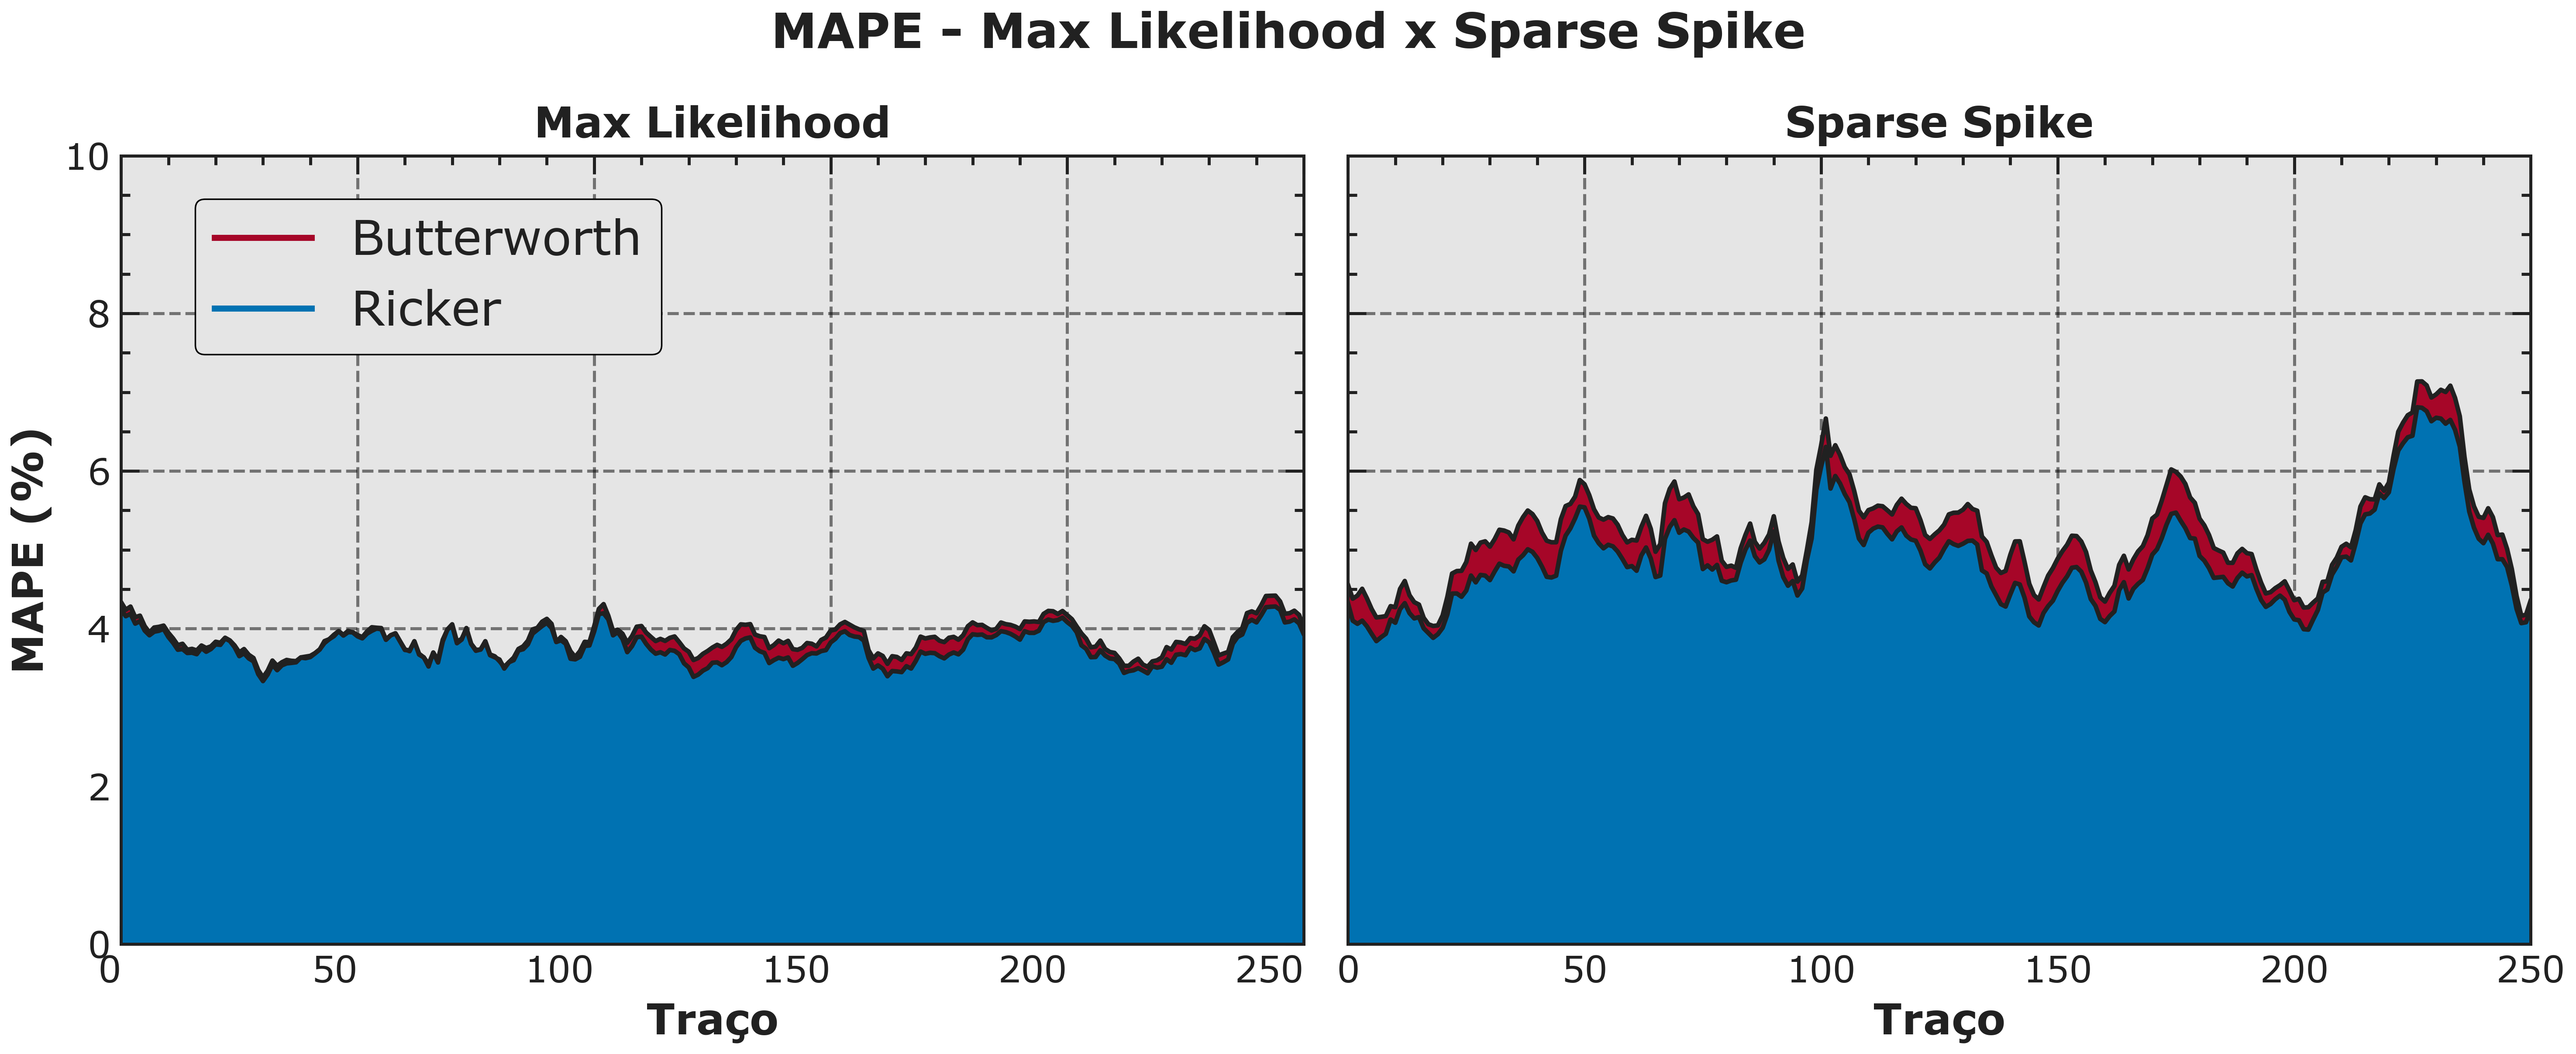 MAPE – Max Likelihood x Sparse Spike
Max Likelihood
Sparse Spike
MAPE (%)
10
8
6
4
2
0
Butterworth
Ricker
0 50 100 150 200 250
0 50 100 150 200 250
Traço
Traço